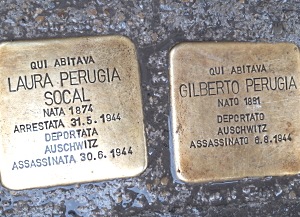 QUI ABITAVA
LAURA PERUGIA
SOCAL
NATA 1874
ARRESTATA 31.5.1944
DEPORTATA
AUSCHWITZ
ASSASSINATA 30.6.1944
QUI ABITAVA
GILBERTO PERUGIA
NATO 1891
DEPORTATO
AUSCHWITZ
ASSASSINATO 6.8.1944